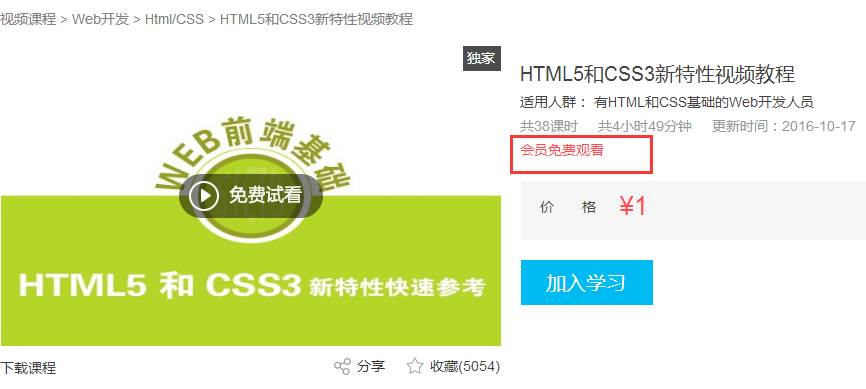 视频课程 > Web开发 > Html/CSS > HTML5和CSS3新特性视频教程
独家
WEB前端基础
免费试看
HTML5 和 CSS3 新特性快速参考
下载课程
分享
收藏(5054)
HTML5和CSS3新特性视频教程
适用人群： 有HTML和CSS基础的Web开发人员
共38课时 共4小时49分钟 更新时间：2016-10-17
会员免费观看
价 格 ¥1
加入学习